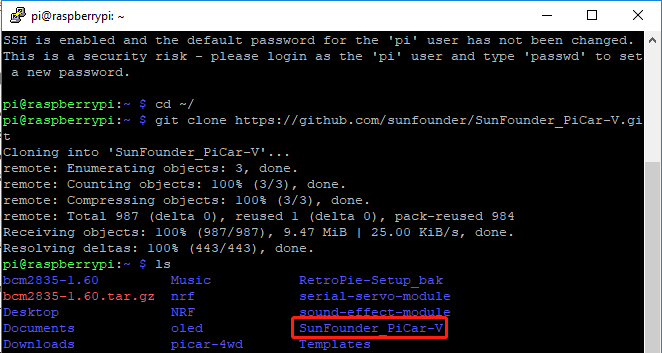 pi@raspberrypi: ~
SSH is enabled and the default password for the 'pi' user has not been changed.
This is a security risk - please login as the 'pi' user and type 'passwd' to set
a new password.
pi@raspberrypi:~ $ cd ~/
pi@raspberrypi:~ $ git clone https://github.com/sunfounder/SunFounder_PiCar-V.gi
t
Cloning into 'SunFounder_PiCar-V'...
remote: Enumerating objects: 3, done.
remote: Counting objects: 100% (3/3), done.
remote: Compressing objects: 100% (3/3), done.
remote: Total 987 (delta 0), reused 1 (delta 0), pack-reused 984
Receiving objects: 100% (987/987), 9.47 MiB | 25.00 KiB/s, done.
Resolving deltas: 100% (443/443), done.
pi@raspberrypi:~ $ ls
bcm2835-1.60 Music RetroPie-Setup_bak
bcm2835-1.60.tar.gz nrf serial-servo-module
Desktop NRF sound-effect-module
Documents oled SunFounder_PiCar-V
Downloads picar-4wd Templates